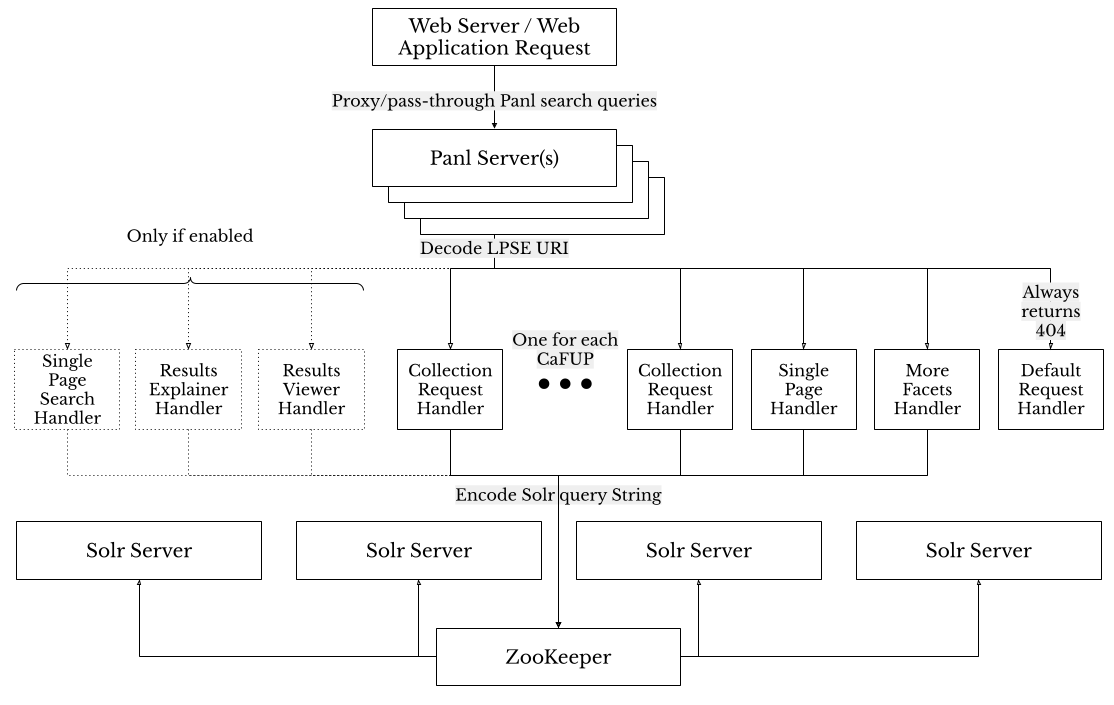 Web Server / Web
Application Request
Proxy/pass-through Panl search queries
Panl Server(s)
Only if enabled
Decode LPSE URI
Always
returns
404
One for each
CaFUP
Single
Page
Search
Handler
Results
Explainer
Handler
Results
Viewer
Handler
Collection
Request
Handler
Collection
Request
Handler
Single
Page
Handler
More
Facets
Handler
Default
Request
Handler
Encode Solr query String
Solr Server
Solr Server
Solr Server
Solr Server
ZooKeeper